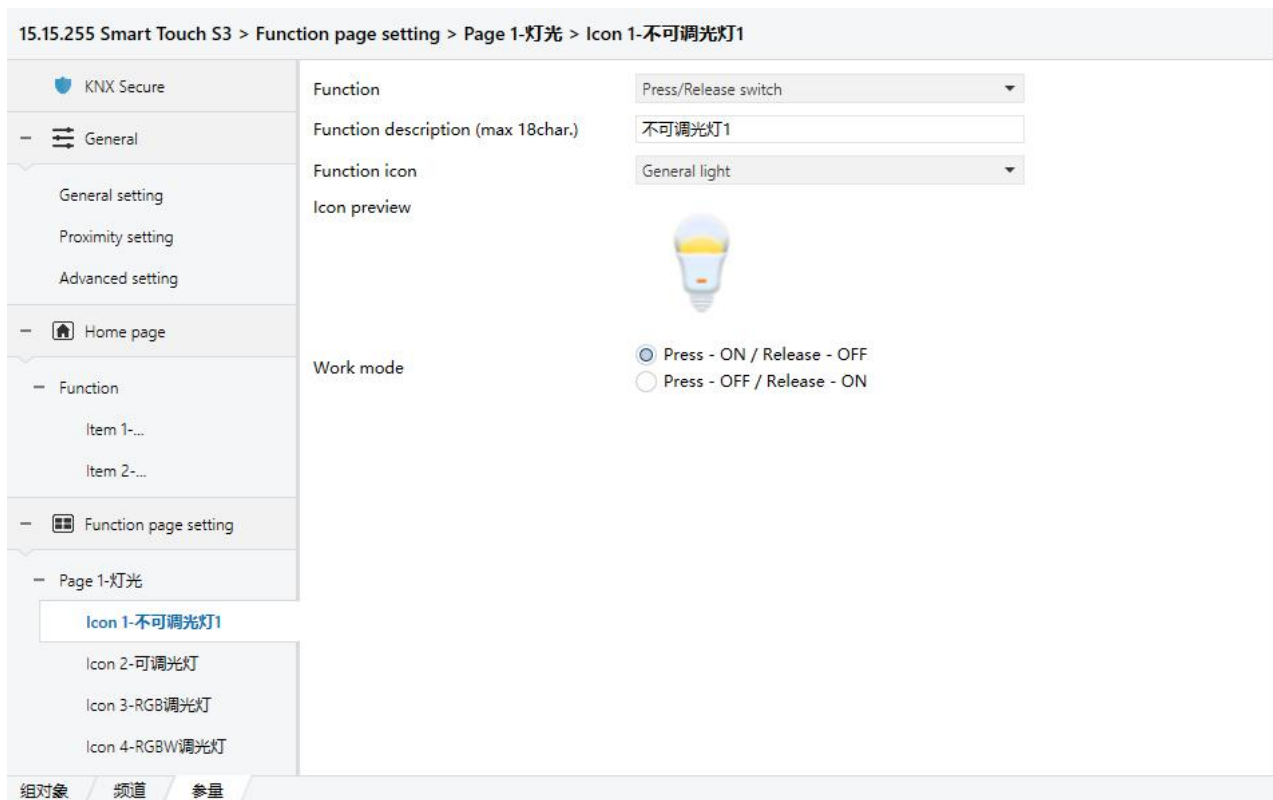 15.15.255 Smart Touch S3 > Function page setting > Page 1-灯光 > Icon 1-不可调光灯1
KNX Secure
General
General setting
Proximity setting
Advanced setting
Home page
Function
Item 1-...
Item 2-...
Function page setting
Page 1-灯光
Icon 1-不可调光灯1
Icon 2-可调光灯
Icon 3-RGB调光灯
Icon 4-RGBW调光灯
Function
Press/Release switch
Function description (max 18char.)
不可调光灯1
Function icon
General light
Icon preview
Work mode
Press - ON / Release - OFF
Press - OFF / Release - ON
组对象
频道
参量